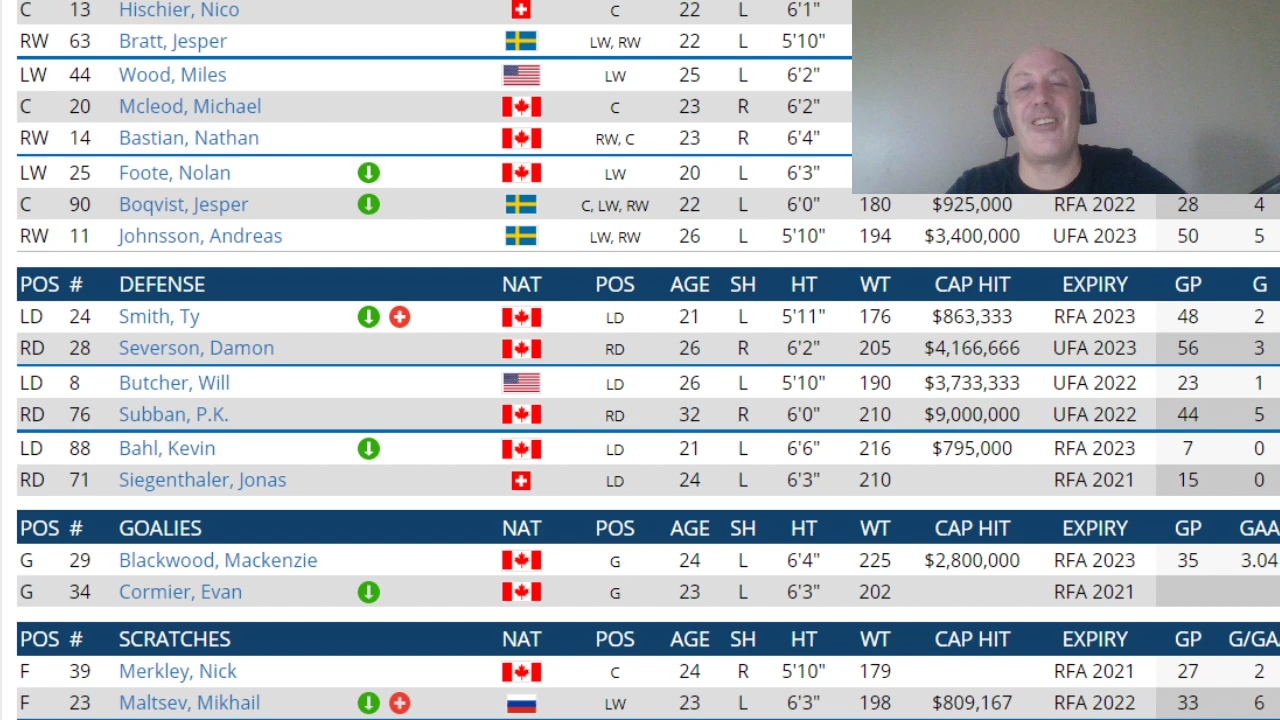 C 13 Hischier, Nico C 22 L 6'1"
RW 63 Bratt, Jesper LW, RW 22 L 5'10"
LW 44 Wood, Miles LW 25 L 6'2"
C 20 Mcleod, Michael C 23 R 6'2"
RW 14 Bastian, Nathan RW, C 23 R 6'4"
LW 25 Foote, Nolan LW 20 L 6'3"
C 90 Boqvist, Jesper C, LW, RW 22 L 6'0" 180 $925,000 RFA 2022 28 4
RW 11 Johnsson, Andreas LW, RW 26 L 5'10" 194 $3,400,000 UFA 2023 50 5
POS # DEFENSE NAT POS AGE SH HT WT CAP HIT EXPIRY GP G
LD 24 Smith, Ty LD 21 L 5'11" 176 $863,333 RFA 2023 48 2
RD 28 Severson, Damon RD 26 R 6'2" 205 $4,166,666 UFA 2023 56 3
LD 8 Butcher, Will LD 26 L 5'10" 190 $3,733,333 UFA 2022 23 1
RD 76 Subban, P.K. RD 32 R 6'0" 210 $9,000,000 UFA 2022 44 5
LD 88 Bahl, Kevin LD 21 L 6'6" 216 $795,000 RFA 2023 7 0
RD 71 Siegenthaler, Jonas LD 24 L 6'3" 210 RFA 2021 15 0
POS # GOALIES NAT POS AGE SH HT WT CAP HIT EXPIRY GP GAA
G 29 Blackwood, Mackenzie G 24 L 6'4" 225 $2,800,000 RFA 2023 35 3.04
G 34 Cormier, Evan G 23 L 6'3" 202 RFA 2021
POS # SCRATCHES NAT POS AGE SH HT WT CAP HIT EXPIRY GP G/GA
F 39 Merkley, Nick C 24 R 5'10" 179 RFA 2021 27 2
F 23 Maltsev, Mikhail LW 23 L 6'3" 198 $809,167 RFA 2022 33 6